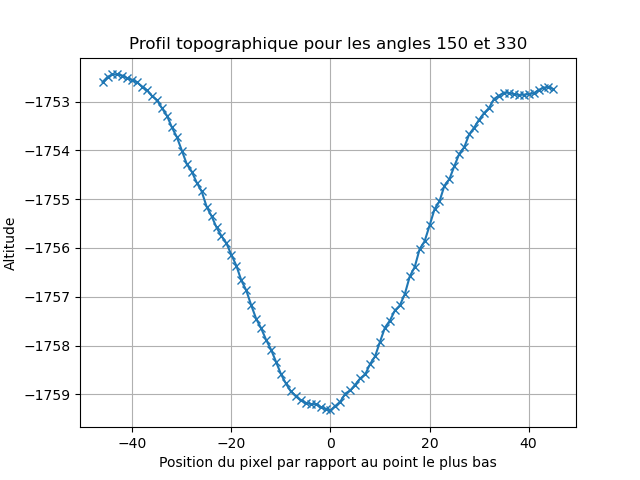 Profil topographique pour les angles 150 et 330
−1753
−1754
−1755
−1756
−1757
−1758
−1759
Altitude
−40 −20 0 20 40
Position du pixel par rapport au point le plus bas